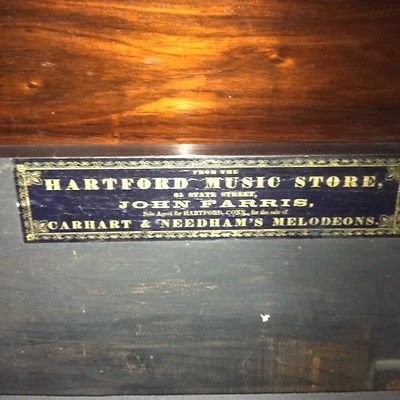 FROM THE
HARTFORD MUSIC STORE,
65 STATE STREET,
JOHN FARRIS,
Sole Agent for HARTFORD, CONN., for the sale of
CARHART & NEEDHAM'S MELODEONS.